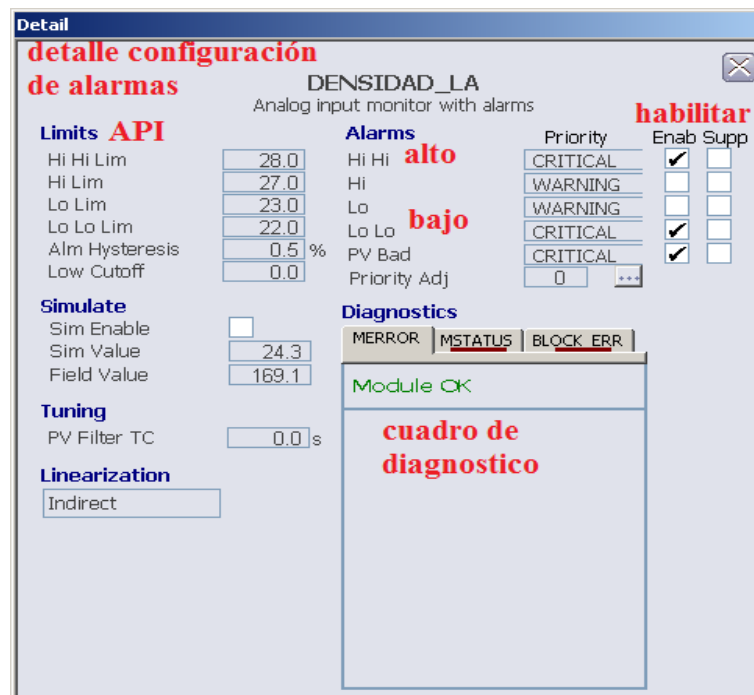 Detail
detalle configuración
de alarmas
DENSIDAD_LA
Analog input monitor with alarms
habilitar
Limits API
Hi Hi Lim 28.0
Hi Lim 27.0
Lo Lim 23.0
Lo Lo Lim 22.0
Alm Hysteresis 0.5 %
Low Cutoff 0.0
Alarms Priority Enab Supp
Hi Hi alto CRITICAL
Hi WARNING
Lo WARNING
bajo
Lo Lo CRITICAL
PV Bad CRITICAL
Priority Adj 0 ...
Simulate
Sim Enable
Sim Value 24.3
Field Value 169.1
Tuning
PV Filter TC 0.0 s
Linearization
Indirect
Diagnostics
MERROR MSTATUS BLOCK_ERR
Module OK
cuadro de
diagnostico